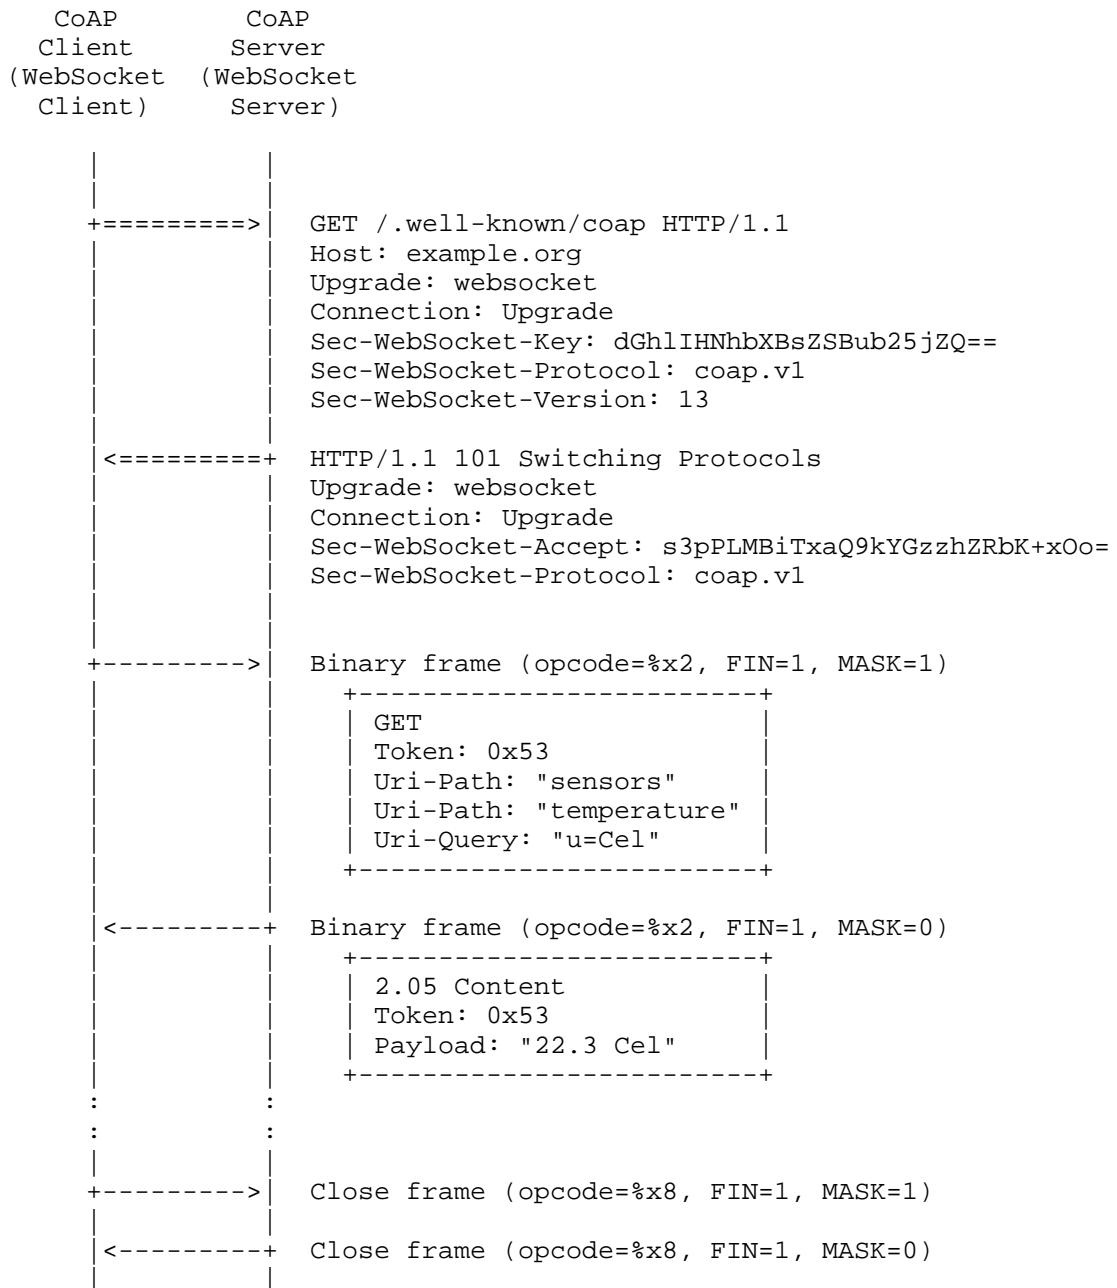 CoAP CoAP
Client Server
(WebSocket (WebSocket
Client) Server)
| |
| |
+=========>| GET /.well-known/coap HTTP/1.1
| | Host: example.org
| | Upgrade: websocket
| | Connection: Upgrade
| | Sec-WebSocket-Key: dGhlIHNhbXBsZSBub25jZQ==
| | Sec-WebSocket-Protocol: coap.v1
| | Sec-WebSocket-Version: 13
| |
|<=========+ HTTP/1.1 101 Switching Protocols
| | Upgrade: websocket
| | Connection: Upgrade
| | Sec-WebSocket-Accept: s3pPLMBiTxaQ9kYGzzhZRbK+xOo=
| | Sec-WebSocket-Protocol: coap.v1
| |
| |
+--------->| Binary frame (opcode=%x2, FIN=1, MASK=1)
| | +-------------------------+
| | | GET |
| | | Token: 0x53 |
| | | Uri-Path: "sensors" |
| | | Uri-Path: "temperature" |
| | | Uri-Query: "u=Cel" |
| | +-------------------------+
| |
|<---------+ Binary frame (opcode=%x2, FIN=1, MASK=0)
| | +-------------------------+
| | | 2.05 Content |
| | | Token: 0x53 |
| | | Payload: "22.3 Cel" |
| | +-------------------------+
: :
: :
| |
+--------->| Close frame (opcode=%x8, FIN=1, MASK=1)
| |
|<---------+ Close frame (opcode=%x8, FIN=1, MASK=0)
| |